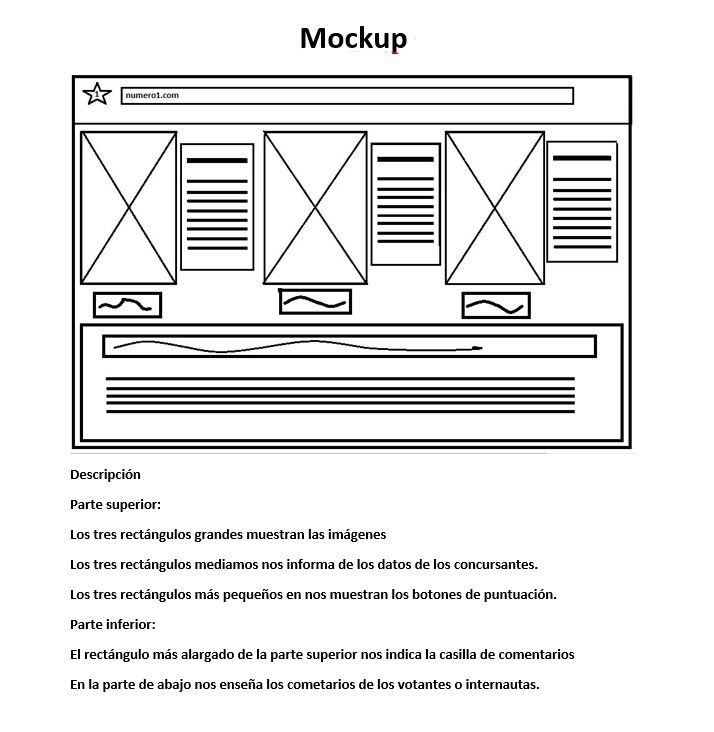 Mockup
1
numero1.com
Descripción
Parte superior:
Los tres rectángulos grandes muestran las imágenes
Los tres rectángulos mediamos nos informa de los datos de los concursantes.
Los tres rectángulos más pequeños en nos muestran los botones de puntuación.
Parte inferior:
El rectángulo más alargado de la parte superior nos indica la casilla de comentarios
En la parte de abajo nos enseña los cometarios de los votantes o internautas.